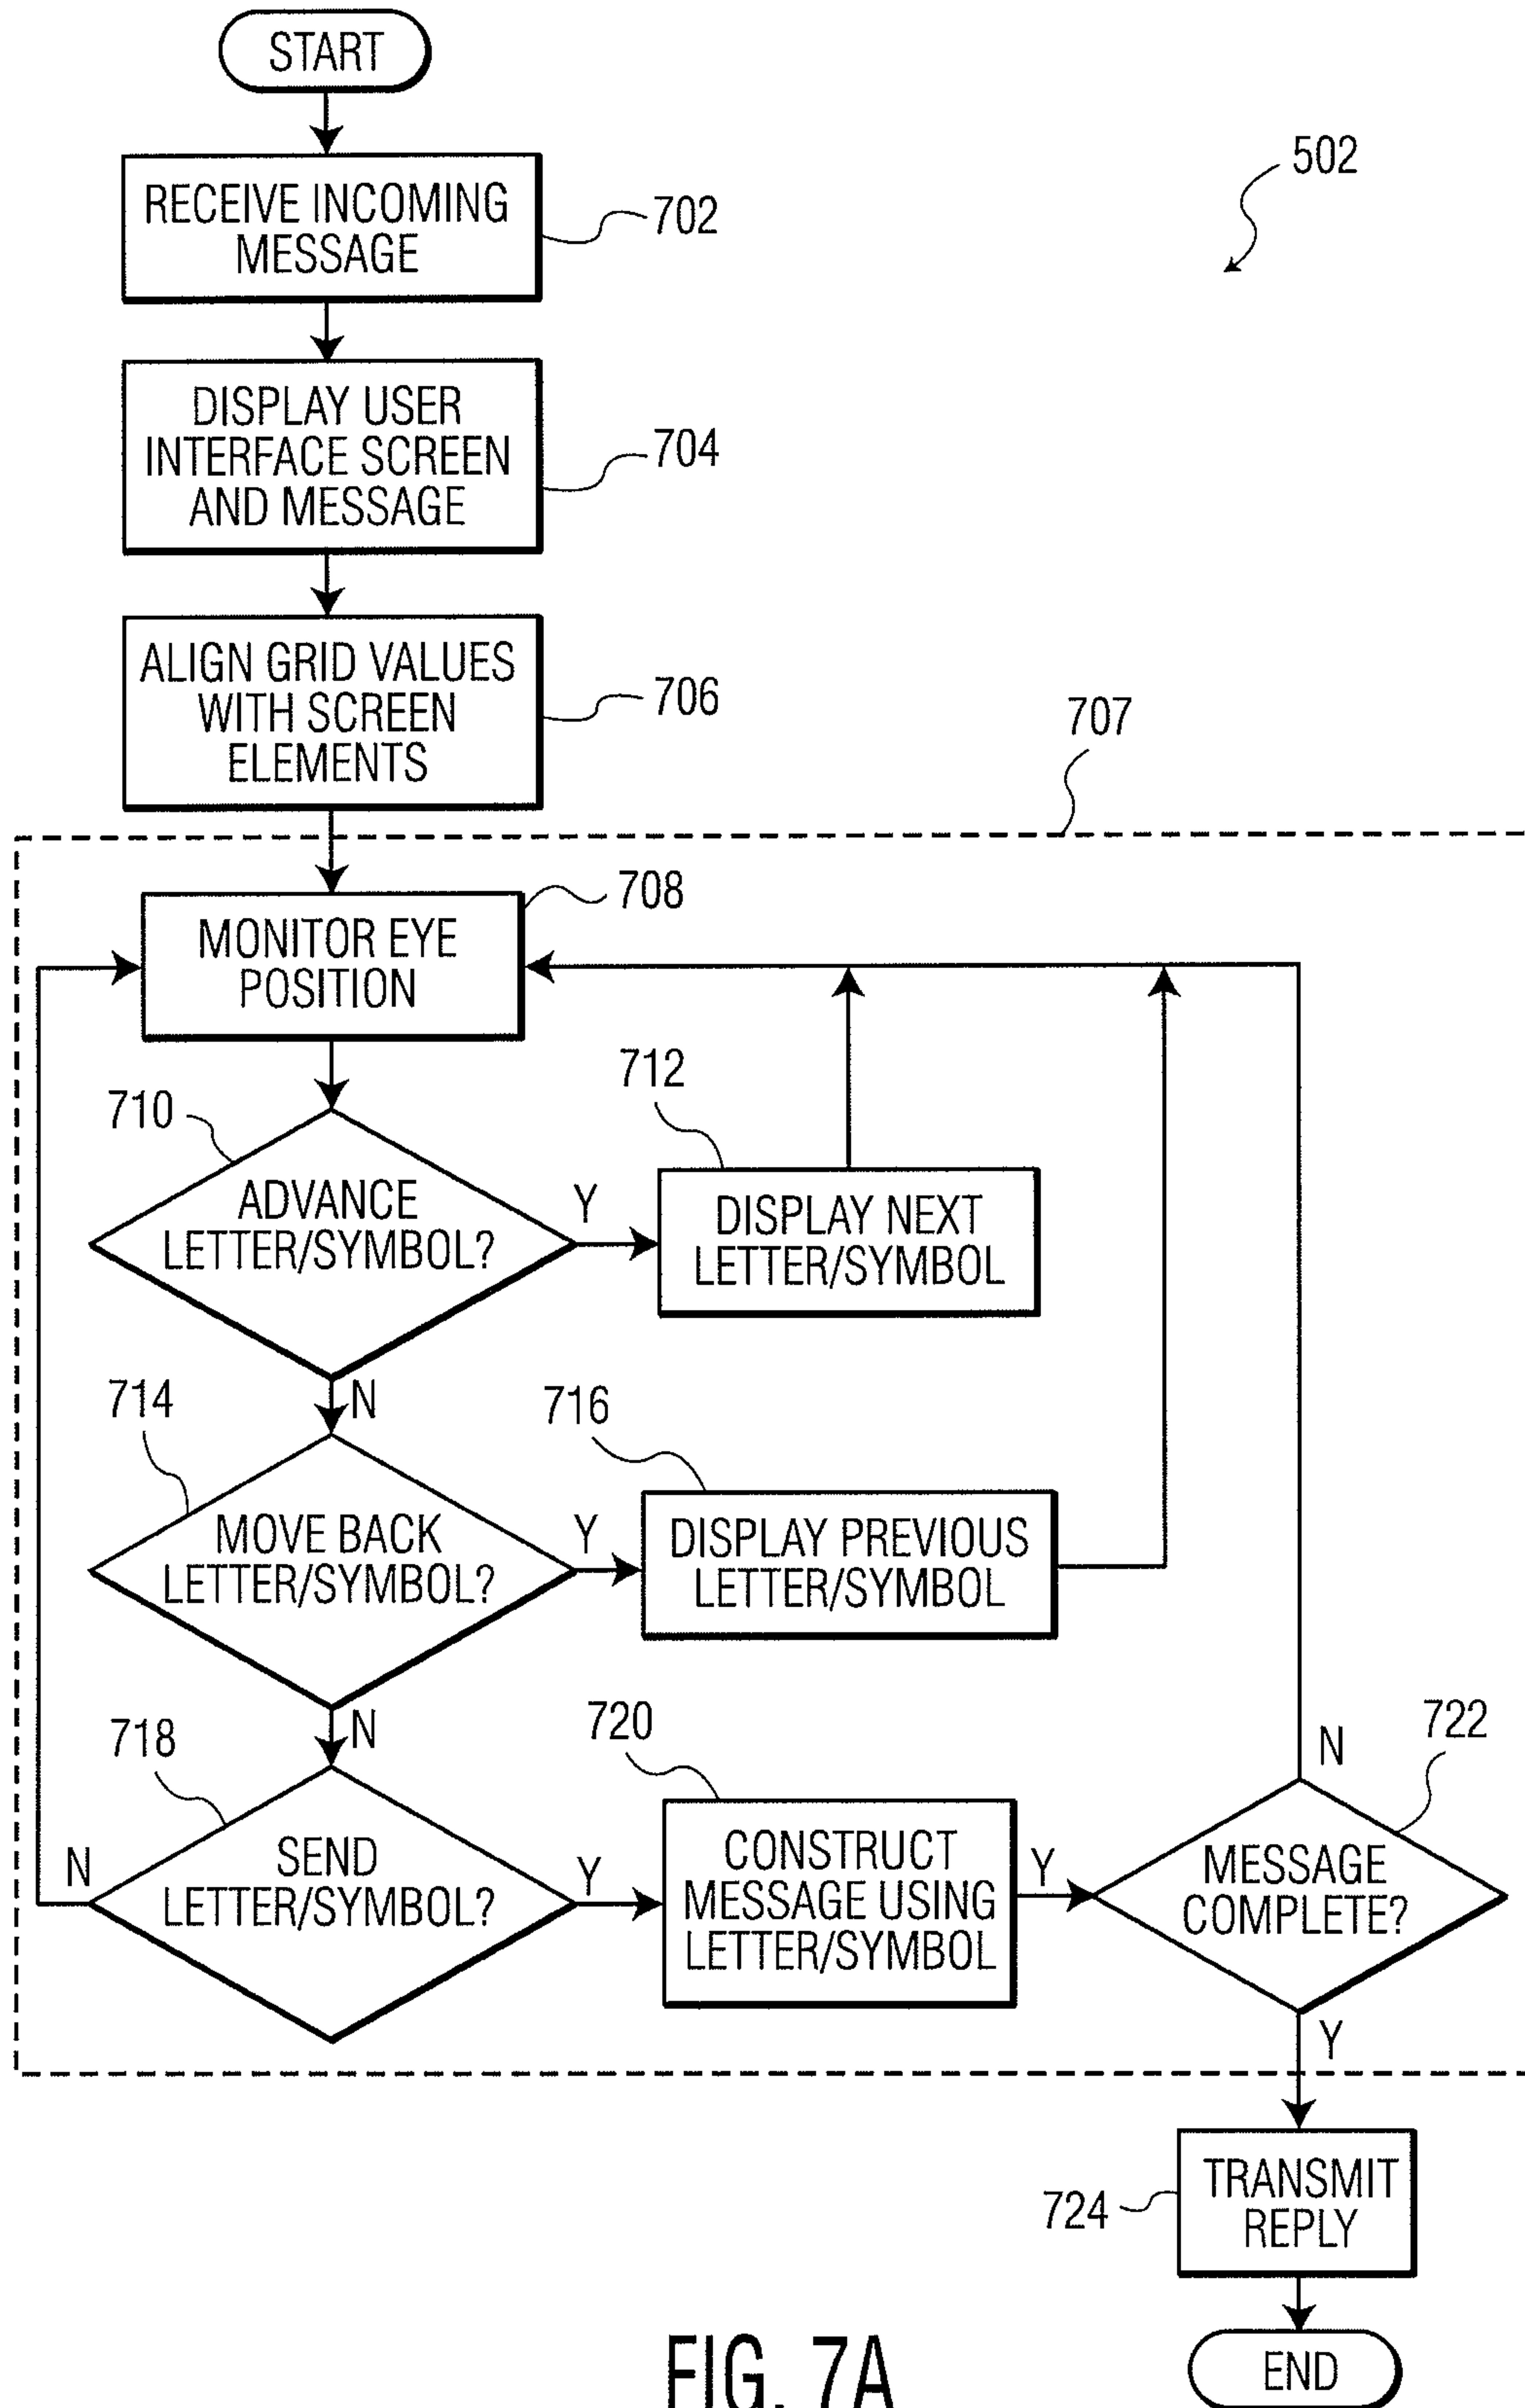 START
502
RECEIVE INCOMING
MESSAGE
702
DISPLAY USER
INTERFACE SCREEN
AND MESSAGE
704
ALIGN GRID VALUES
WITH SCREEN
ELEMENTS
706
707
MONITOR EYE
POSITION
708
710
ADVANCE
LETTER/SYMBOL?
Y
712
DISPLAY NEXT
LETTER/SYMBOL
N
714
MOVE BACK
LETTER/SYMBOL?
Y
716
DISPLAY PREVIOUS
LETTER/SYMBOL
N
718
SEND
LETTER/SYMBOL?
N
Y
720
CONSTRUCT
MESSAGE USING
LETTER/SYMBOL
Y
722
N
MESSAGE
COMPLETE?
Y
724
TRANSMIT
REPLY
END
FIG. 7A